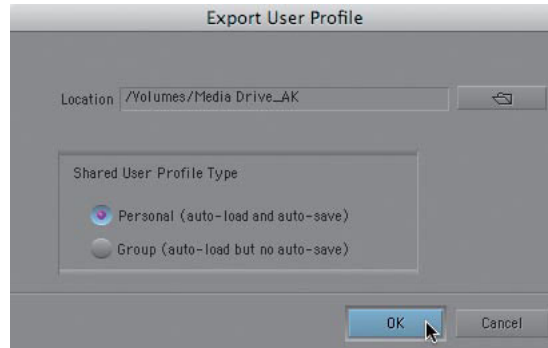 Export User Profile
Location /Volumes/Media Drive_AK
Shared User Profile Type
Personal (auto-load and auto-save)
Group (auto-load but no auto-save)
OK Cancel